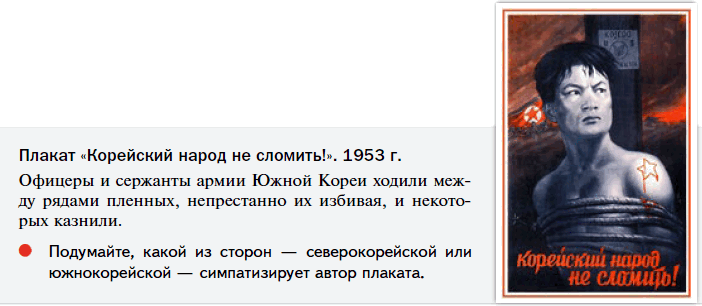 Плакат «Корейский народ не сломить!». 1953 г.
Офицеры и сержанты армии Южной Кореи ходили меж-
ду рядами пленных, непрестанно их избивая, и некото-
рых казнили.
Подумайте, какой из сторон — северокорейской или
южнокорейской — симпатизирует автор плаката.
корейский народ
не сломить!